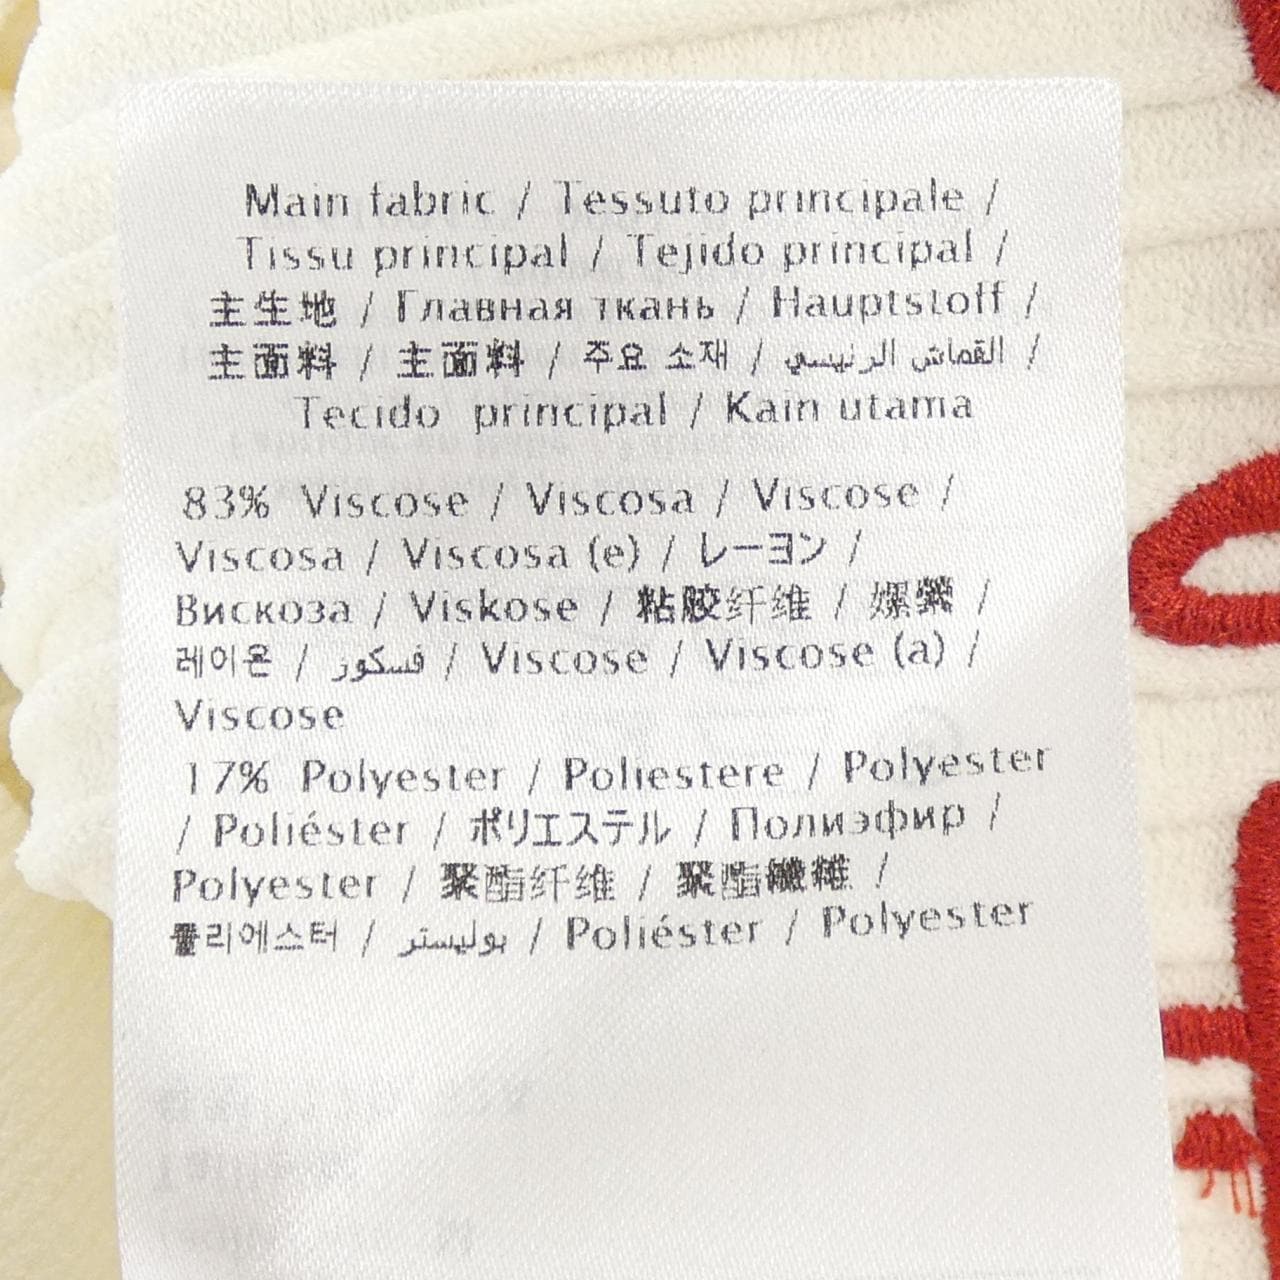 Main fabric / Tessuto principale /
Tissu principal / Tejido principal /
主生地 / Главная ткань / Hauptstoff /
主面料 / 主面料 / 주요 소재 / القماش الرئيسي /
Tecido principal / Kain utama
83% Viscose / Viscosa / Viscose /
Viscosa / Viscosa (e) / レーヨン /
Вискоза / Viskose / 粘胶纤维 / 嫘縈 /
레이온 / فسكوز / Viscose / Viscose (a) /
Viscose
17% Polyester / Poliestere / Polyester
/ Poliéster / ポリエステル / Полиэфир /
Polyester / 聚酯纤维 / 聚酯纖維 /
폴리에스터 / بوليستر / Poliéster / Polyester